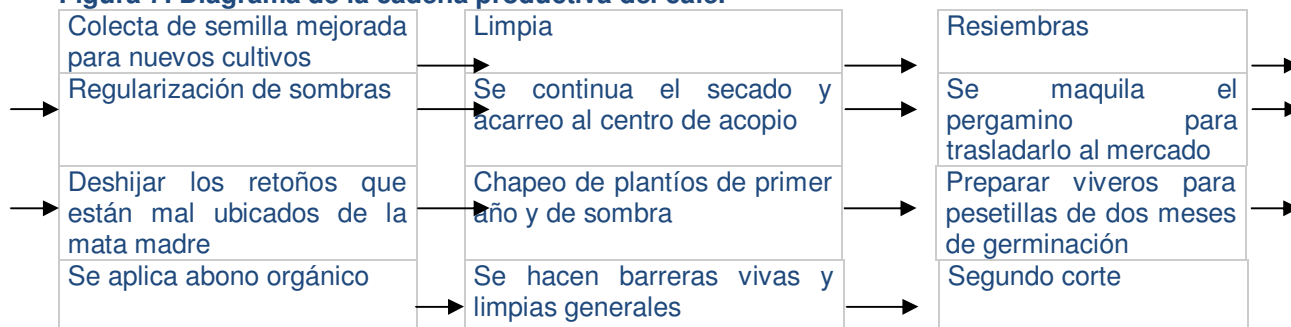 Figura 7. Diagrama de la cadena productiva del café.
Colecta de semilla mejorada
para nuevos cultivos
Limpia
Resiembras
Regularización de sombras
Se continua el secado y
acarreo al centro de acopio
Se maquila el
pergamino para
trasladarlo al mercado
Deshijar los retoños que
están mal ubicados de la
mata madre
Chapeo de plantíos de primer
año y de sombra
Preparar viveros para
pesetillas de dos meses
de germinación
Se aplica abono orgánico
Se hacen barreras vivas y
limpias generales
Segundo corte